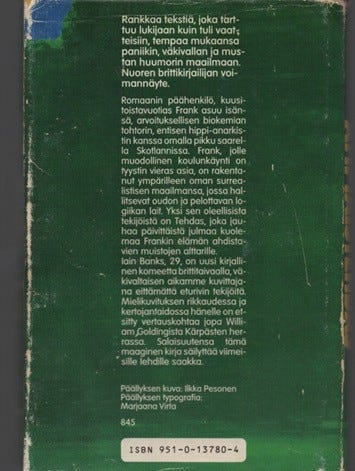 Rankkaa tekstiä, joka tart-
tuu lukijaan kuin tuli vaat-
teisiin, tempaa mukaansa
paniikin, väkivallan ja mus-
tan huumorin maailmaan.
Nuoren brittikirjailijan voi-
mannäyte.
Romaanin päähenkilö, kuusi-
toistavuotias Frank asuu isän-
sä, arvoituksellisen biokemian
tohtorin, entisen hippi-anarkis-
tin kanssa omalla pikku saarel-
la Skotlannissa. Frank, jolle
muodollinen koulunkäynti on
tyystin vieras asia, on rakenta-
nut ympärilleen oman surrea-
listisen maailmansa, jossa hal-
litsevat oudon ja pelottavan lo-
giikan lait. Yksi sen oleellisista
tekijöistä on Tehdas, joka jau-
haa päivittäistä julmaa kuole-
maa Frankin elämän ahdista-
vien muistojen alttarille.
Iain Banks, 29, on uusi kirjalli-
nen komeetta brittitaivaalla, vä-
kivaltaisen aikamme kuvittaja-
na eittämättä eturivin tekijöitä.
Mielikuvituksen rikkaudessa ja
kertojantaidossa hänelle on et-
sitty vertauskohtaa jopa Willi-
am Goldingista Kärpästen her-
rassa. Salaisuutensa tämä
maaginen kirja säilyttää viimei-
sille lehdille saakka.
Päällyksen kuva: Ilkka Pesonen
Päällyksen typografia:
Marjaana Virta
845
ISBN 951-0-13780-4